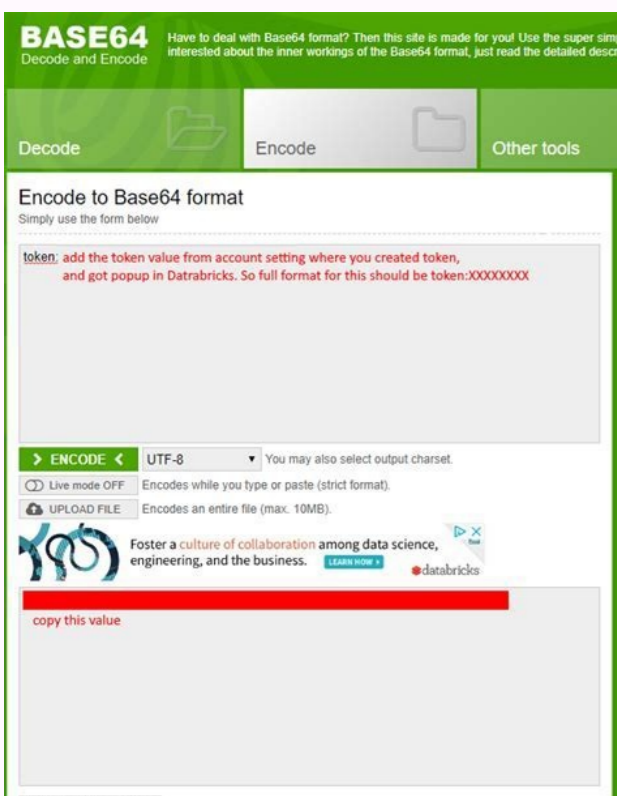 BASE64
Decode and Encode
Have to deal with Base64 format? Then this site is made for you! Use the super
interested about the inner workings of the Base64 format, just read the detailed
Decode
Encode
Other tools
Encode to Base64 format
Simply use the form below
token: add the token value from account setting where you created token,
and got popup in Datrabricks. So full format for this should be token:XXXXXXXX
> ENCODE <
UTF-8
You may also select output charset.
Live mode OFF
Encodes while you type or paste (strict format).
UPLOAD FILE
Encodes an entire file (max. 10MB).
Foster a culture of collaboration among data science,
engineering, and the business.
LEARN HOW >
databricks
copy this value